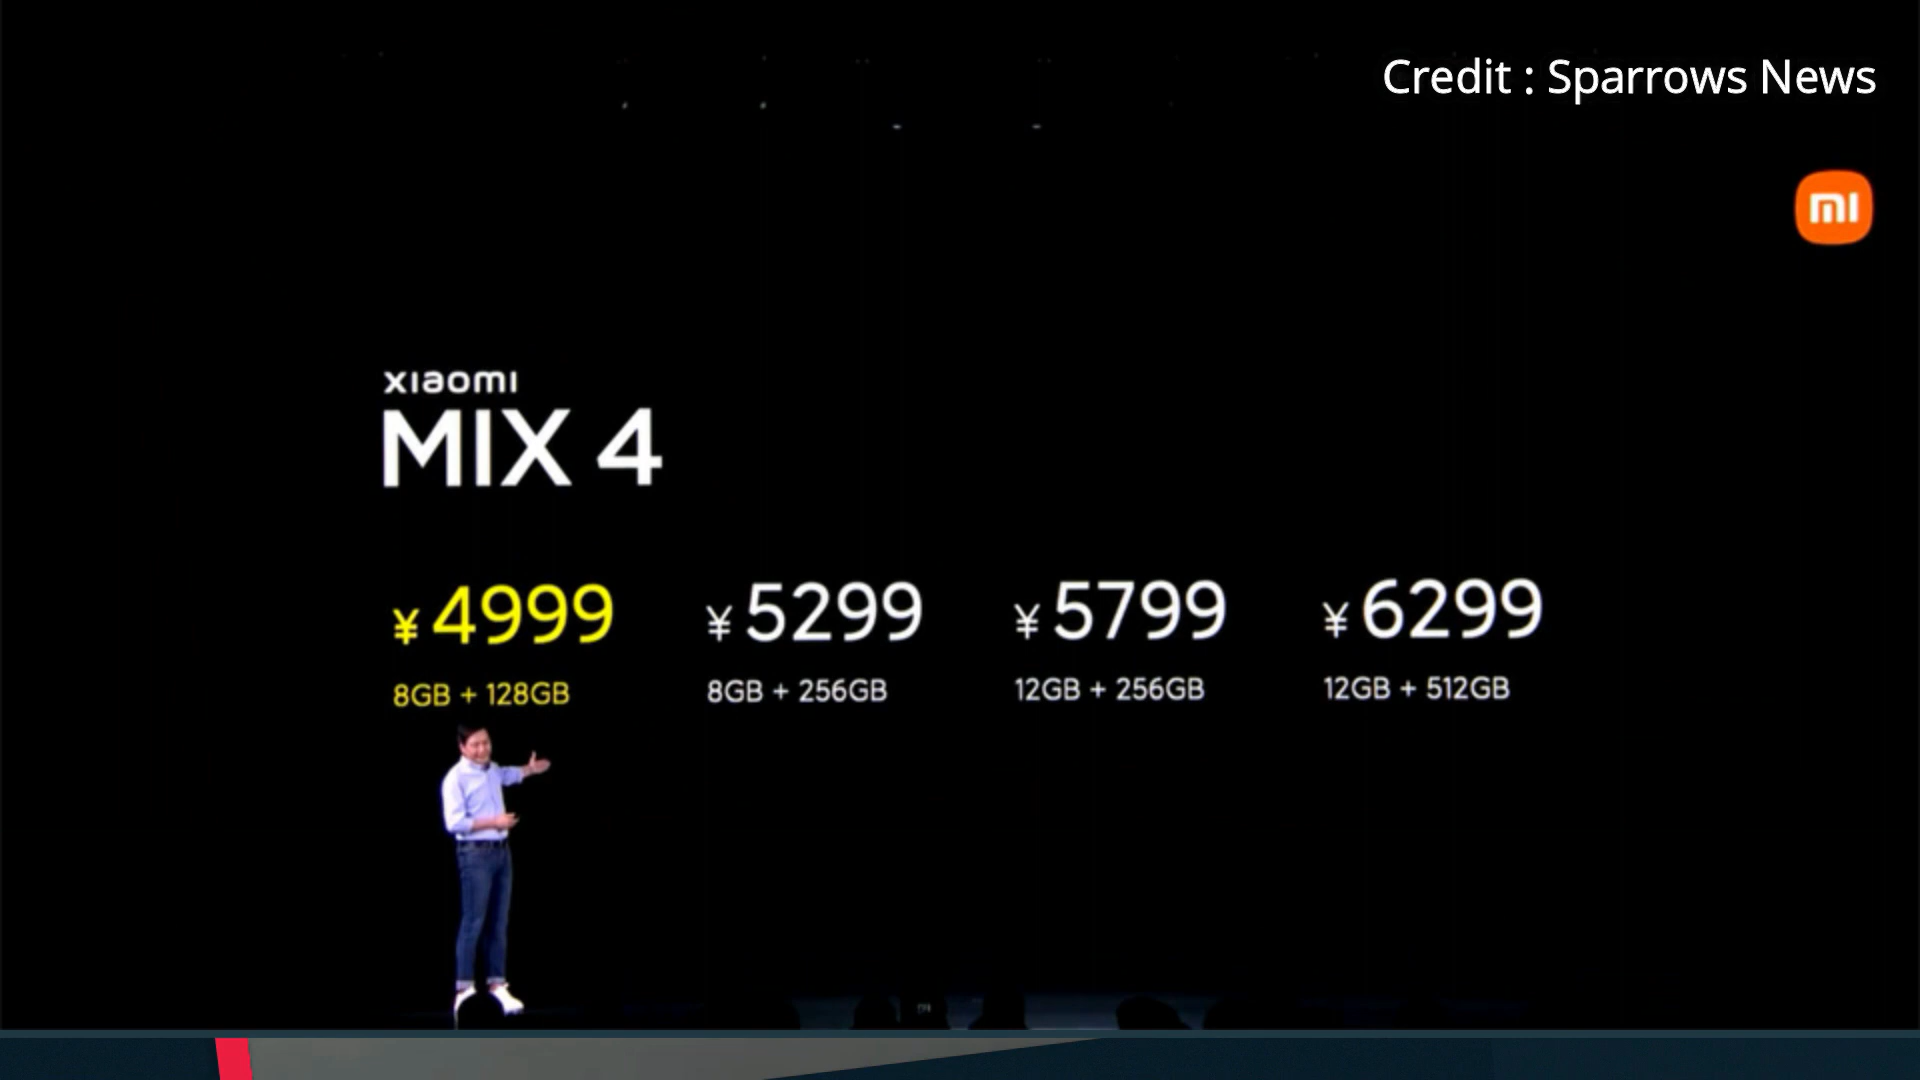 Credit : Sparrows News
mi
xiaomi
MIX 4
¥ 4999
¥ 5299
¥ 5799
¥ 6299
8GB + 128GB
8GB + 256GB
12GB + 256GB
12GB + 512GB